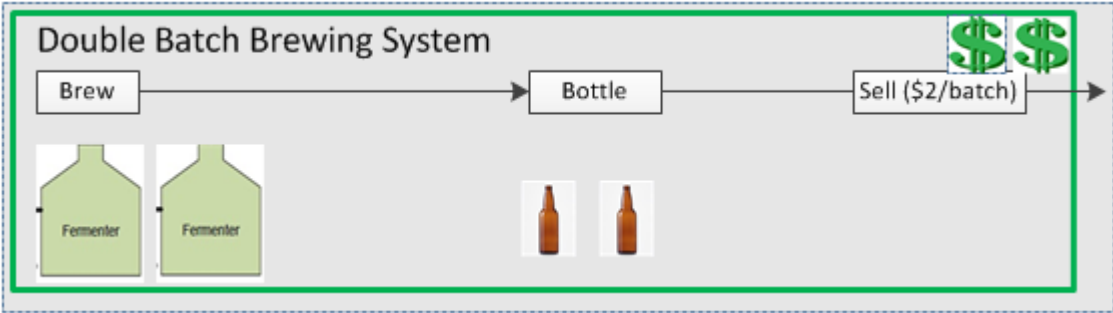 Double Batch Brewing System
$ $
Brew
Bottle
Sell ($2/batch)
Fermenter
Fermenter